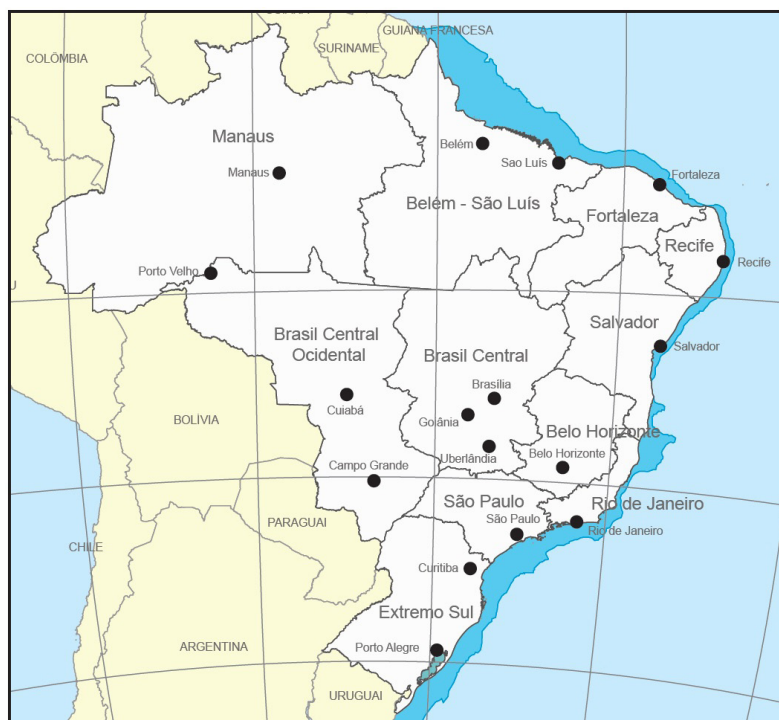 GUIANA FRANCESA
SURINAME
COLÔMBIA
Manaus
Manaus
Belém
Sao Luís
Fortaleza
Belém - São Luís
Fortaleza
Recife
Recife
Porto Velho
Brasil Central
Ocidental
Brasil Central
Salvador
Salvador
Brasília
Cuiabá
Goiânia
BOLÍVIA
Belo Horizonte
Uberlândia
Belo Horizonte
Campo Grande
São Paulo
Rio de Janeiro
São Paulo
Rio de Janeiro
PARAGUAI
CHILE
Curitiba
Extremo Sul
ARGENTINA
Porto Alegre
URUGUAI